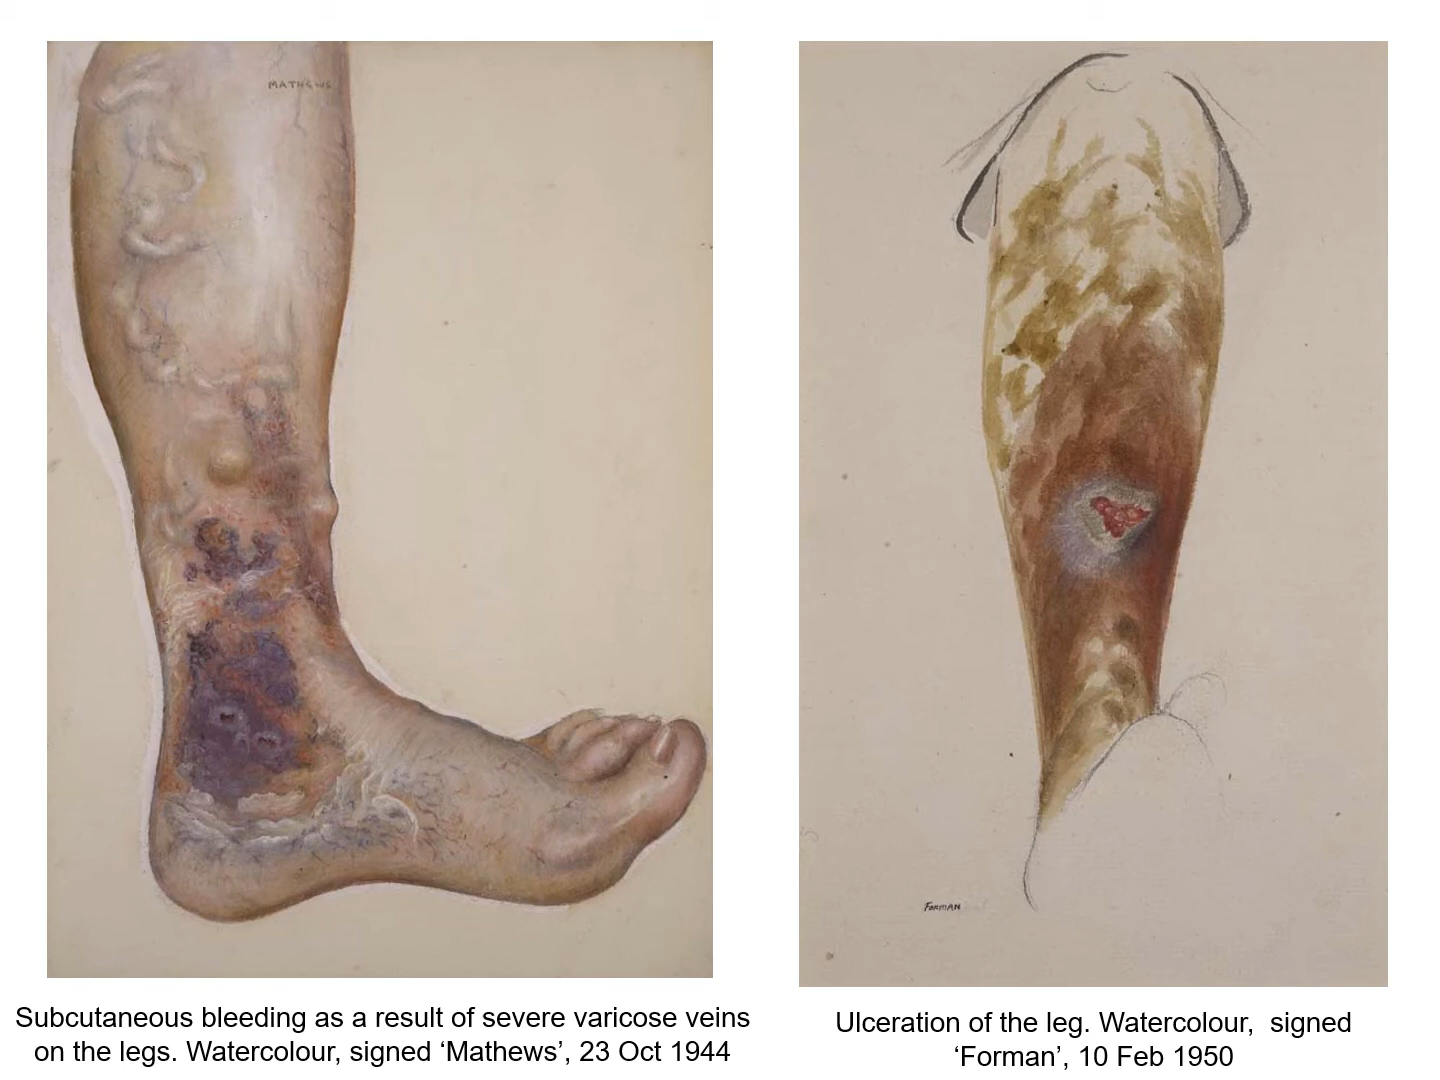 MATHEWS
FORMAN
Subcutaneous bleeding as a result of severe varicose veins
on the legs. Watercolour, signed ‘Mathews’, 23 Oct 1944
Ulceration of the leg. Watercolour,  signed
‘Forman’, 10 Feb 1950